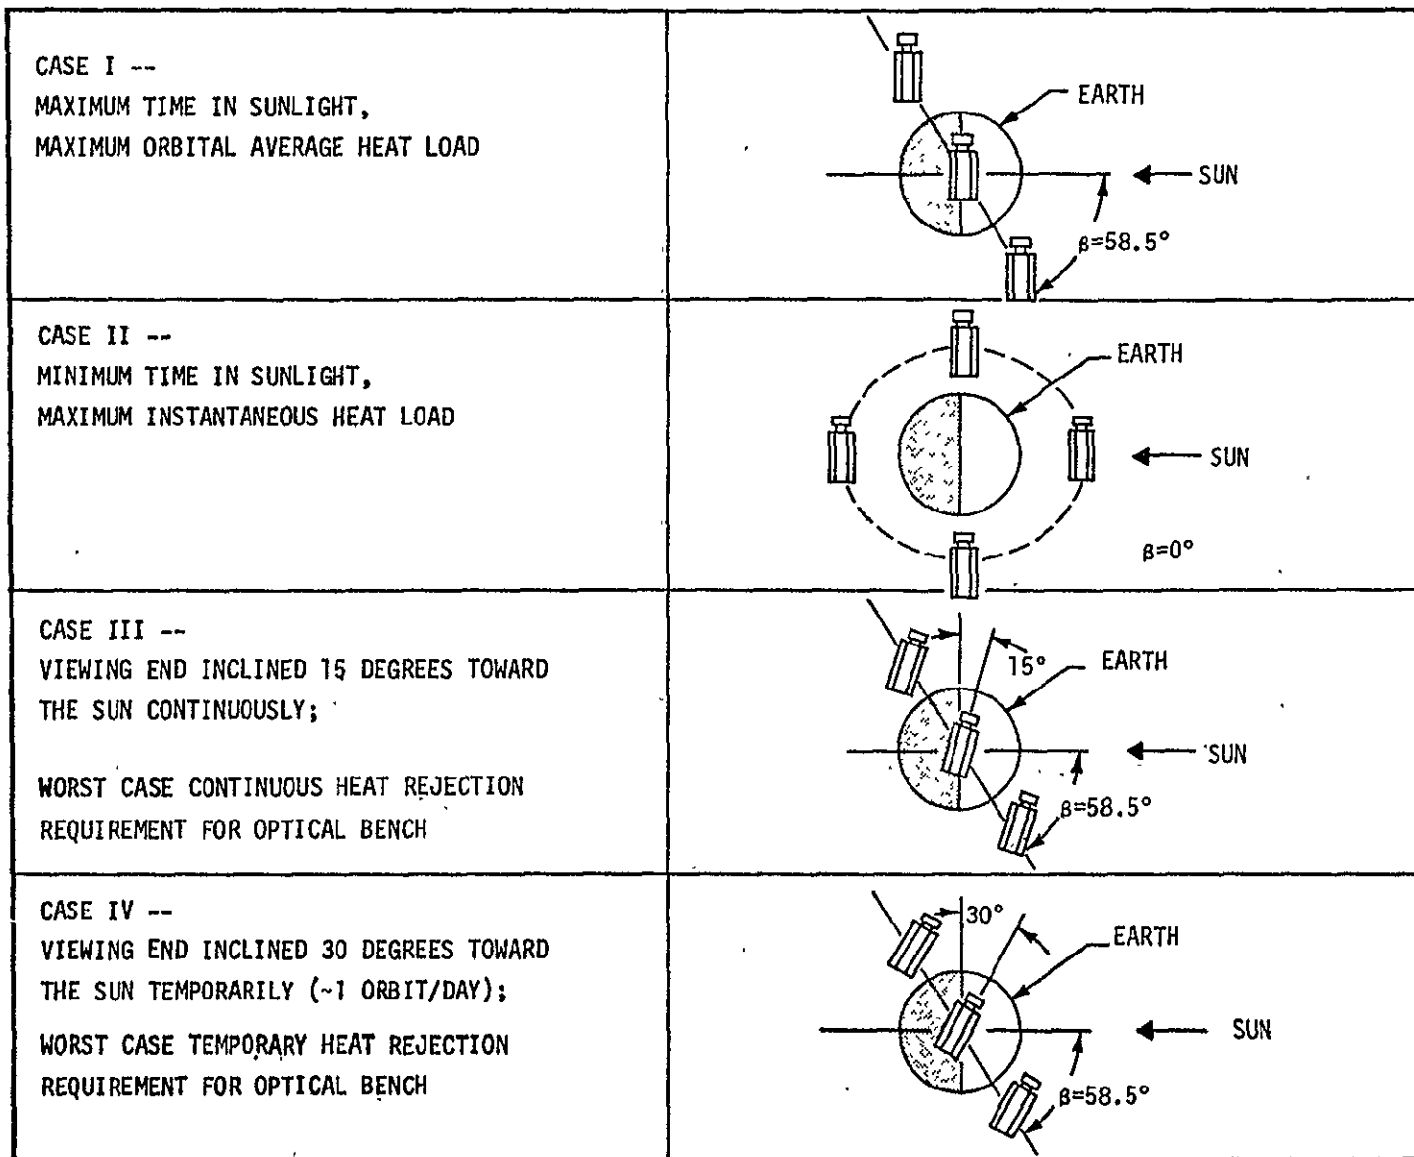 CASE I --
MAXIMUM TIME IN SUNLIGHT,
MAXIMUM ORBITAL AVERAGE HEAT LOAD
EARTH
SUN
β=58.5°
CASE II --
MINIMUM TIME IN SUNLIGHT,
MAXIMUM INSTANTANEOUS HEAT LOAD
EARTH
SUN
β=0°
CASE III --
VIEWING END INCLINED 15 DEGREES TOWARD
THE SUN CONTINUOUSLY;
WORST CASE CONTINUOUS HEAT REJECTION
REQUIREMENT FOR OPTICAL BENCH
15°
EARTH
SUN
β=58.5°
CASE IV --
VIEWING END INCLINED 30 DEGREES TOWARD
THE SUN TEMPORARILY (~1 ORBIT/DAY);
WORST CASE TEMPORARY HEAT REJECTION
REQUIREMENT FOR OPTICAL BENCH
30°
EARTH
SUN
β=58.5°